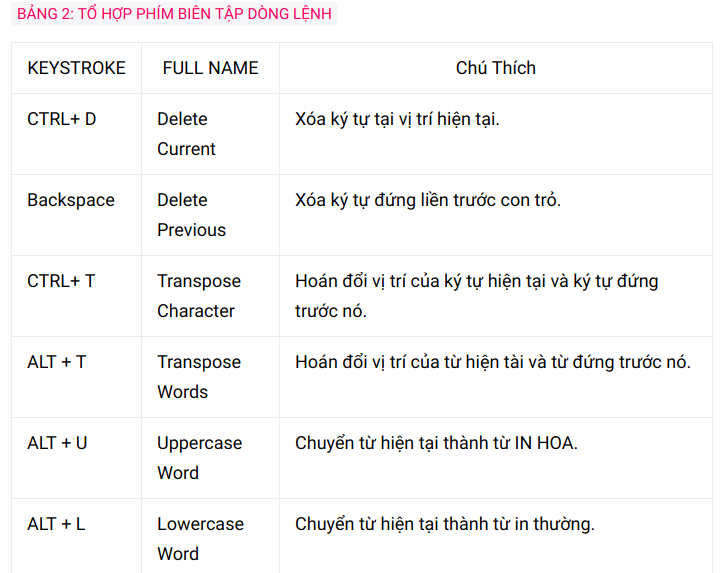 BẢNG 2: TỔ HỢP PHÍM BIÊN TẬP DÒNG LỆNH
KEYSTROKE FULL NAME Chú Thích
CTRL+ D Delete Xóa ký tự tại vị trí hiện tại.
Current
Backspace Delete Xóa ký tự đứng liền trước con trỏ.
Previous
CTRL+ T Transpose Hoán đổi vị trí của ký tự hiện tại và ký tự đứng
Character trước nó.
ALT + T Transpose Hoán đổi vị trí của từ hiện tài và từ đứng trước nó.
Words
ALT + U Uppercase Chuyển từ hiện tại thành từ IN HOA.
Word
ALT + L Lowercase Chuyển từ hiện tại thành từ in thường.
Word